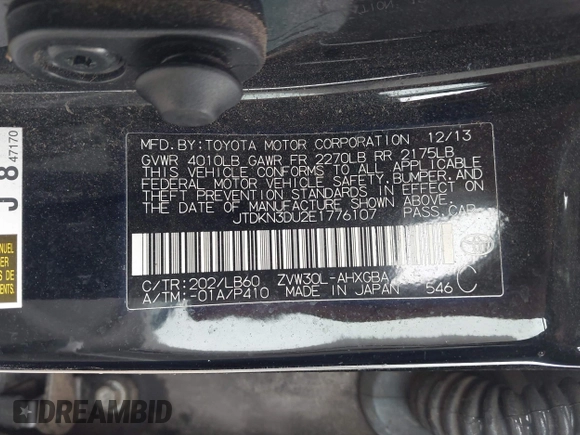 MFD.BY:TOYOTA MOTOR CORPORATION 12/13
GVWR 4010LB GAWR FR 2270LB RR 2175LB
THIS VEHICLE CONFORMS TO ALL APPLICABLE
FEDERAL MOTOR VEHICLE SAFETY,BUMPER,AND
THEFT PREVENTION STANDARDS IN EFFECT ON
THE DATE OF MANUFACTURE SHOWN ABOVE.
JTDKN3DU2E1776107 PASS.CAR
C/TR:202/LB60 ZVW30L-AHXGBA
A/TM:-01A/P410 MADE IN JAPAN 546
C
J 8 47170
DREAMBID